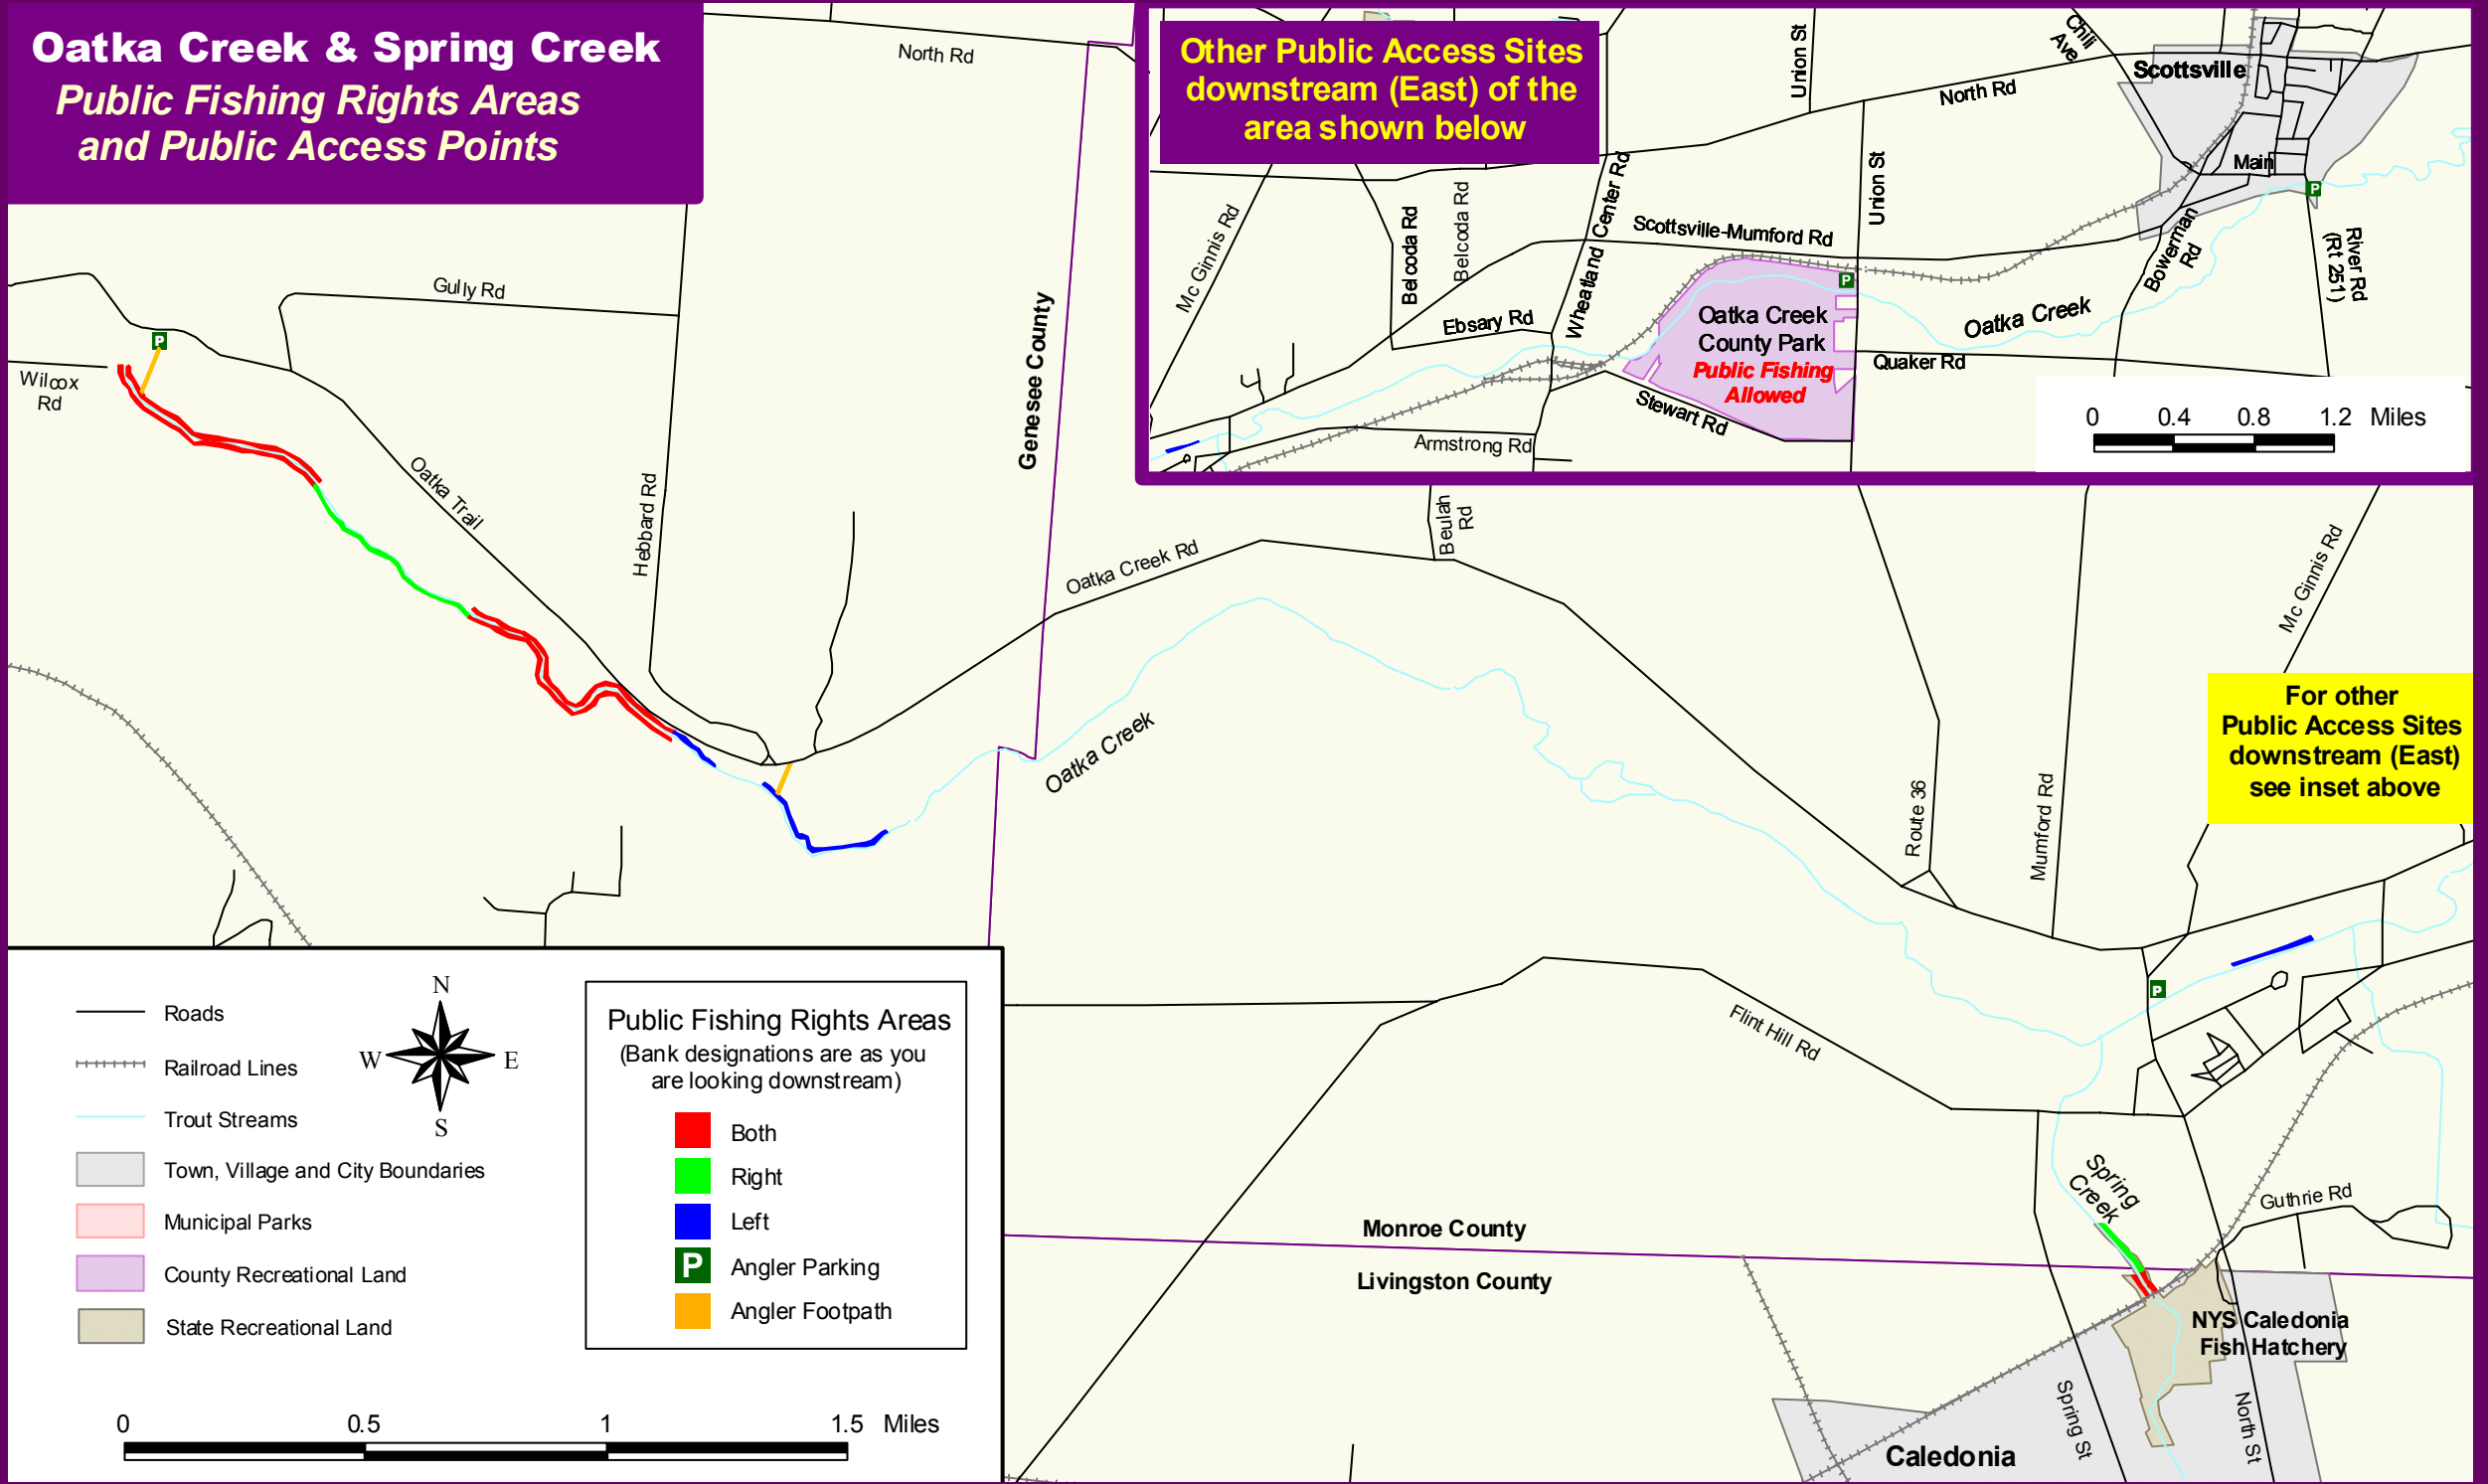 Oatka Creek & Spring Creek
Public Fishing Rights Areas
and Public Access Points
North Rd
Genesee County
Gully Rd
Wilcox
Rd
Oatka Trail
Hebbard Rd
Oatka Creek Rd
Oatka Creek
Beulah
Rd
Route 36
Mumford Rd
Mc Ginnis Rd
Flint Hill Rd
P
P
Other Public Access Sites
downstream (East) of the
area shown below
Union St
North Rd
Chili
Ave
Scottsville
Main
P
Mc Ginnis Rd
Belcoda Rd
Belcoda Rd
Wheatland Center Rd
Scottsville-Mumford Rd
Union St
Bowerman
Rd
River Rd
(Rt 251)
Ebsary Rd
P
Oatka Creek
County Park
Public Fishing
Allowed
Oatka Creek
Quaker Rd
Stewart Rd
Armstrong Rd
0 0.4 0.8 1.2 Miles
For other
Public Access Sites
downstream (East)
see inset above
Spring
Creek
Guthrie Rd
Monroe County
Livingston County
NYS Caledonia
Fish Hatchery
Spring St
North St
Caledonia
Roads
Railroad Lines
Trout Streams
Town, Village and City Boundaries
Municipal Parks
County Recreational Land
State Recreational Land
N
W E
S
Public Fishing Rights Areas
(Bank designations are as you
are looking downstream)
Both
Right
Left
P Angler Parking
Angler Footpath
0 0.5 1 1.5 Miles